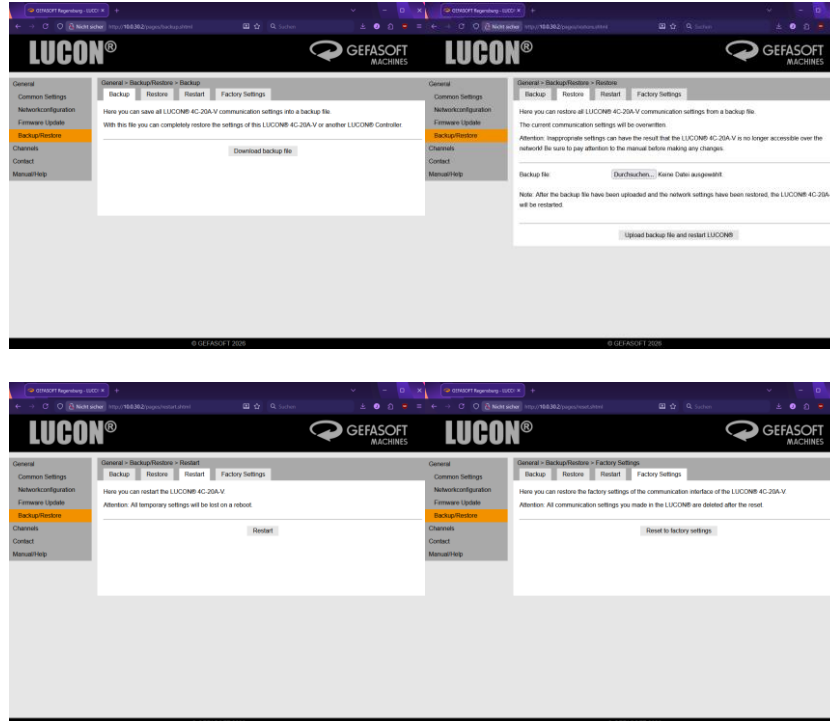 GEFASOFT Regensburg - LUCO
Nicht sicher http://10.0.30.2/pages/backup.shtml
Suchen
LUCON®
GEFASOFT
MACHINES
General
Common Settings
Networkconfiguration
Firmware Update
Backup/Restore
Channels
Contact
Manual/Help
General > Backup/Restore > Backup
Backup Restore Restart Factory Settings
Here you can save all LUCON® 4C-20A-V communication settings into a backup file.
With this file you can completely restore the settings of this LUCON® 4C-20A-V or another LUCON® Controller.
Download backup file
© GEFASOFT 2026
GEFASOFT Regensburg - LUCO
Nicht sicher http://10.0.30.2/pages/restore.shtml
Suchen
LUCON®
GEFASOFT
MACHINES
General
Common Settings
Networkconfiguration
Firmware Update
Backup/Restore
Channels
Contact
Manual/Help
General > Backup/Restore > Restore
Backup Restore Restart Factory Settings
Here you can restore all LUCON® 4C-20A-V communication settings from a backup file.
The current communication settings will be overwritten.
Attention: Inappropriate settings can have the result that the LUCON® 4C-20A-V is no longer accessible over the
network! Be sure to pay attention to the manual before making any changes.
Backup file: Durchsuchen... Keine Datei ausgewählt.
Note: After the backup file have been uploaded and the network settings have been restored, the LUCON® 4C-20A-
will be restarted.
Upload backup file and restart LUCON®
© GEFASOFT 2026
GEFASOFT Regensburg - LUCO
Nicht sicher http://10.0.30.2/pages/restart.shtml
Suchen
LUCON®
GEFASOFT
MACHINES
General
Common Settings
Networkconfiguration
Firmware Update
Backup/Restore
Channels
Contact
Manual/Help
General > Backup/Restore > Restart
Backup Restore Restart Factory Settings
Here you can restart the LUCON® 4C-20A-V.
Attention: All temporary settings will be lost on a reboot.
Restart
GEFASOFT Regensburg - LUCO
Nicht sicher http://10.0.30.2/pages/reset.shtml
Suchen
LUCON®
GEFASOFT
MACHINES
General
Common Settings
Networkconfiguration
Firmware Update
Backup/Restore
Channels
Contact
Manual/Help
General > Backup/Restore > Factory Settings
Backup Restore Restart Factory Settings
Here you can restore the factory settings of the communication interface of the LUCON® 4C-20A-V.
Attention: All communication settings you made in the LUCON® are deleted after the reset.
Reset to factory settings